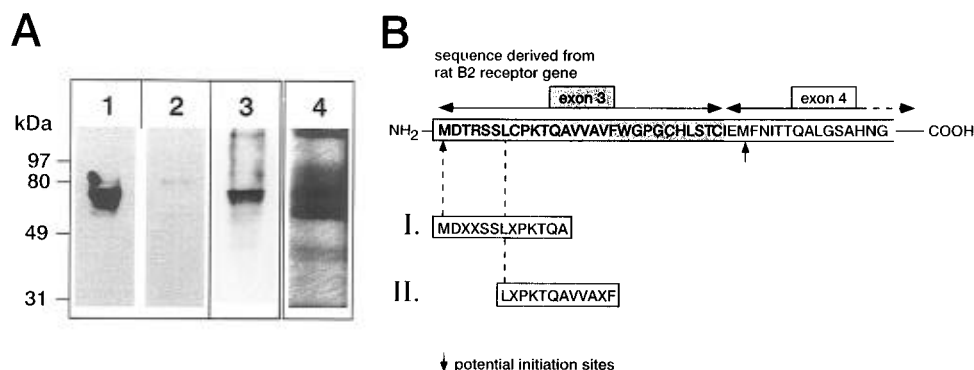 A
kDa
1 2 3 4
97
80
49
31
B
sequence derived from
rat B2 receptor gene
exon 3 exon 4
NH2 MDTRSSLCPKTQAVVAVFWGPGCHLSTCIEMFNITTQALGSAHNG COOH
I. MDXXSSLXPKTQA
II. LXPKTQAVVAXF
potential initiation sites